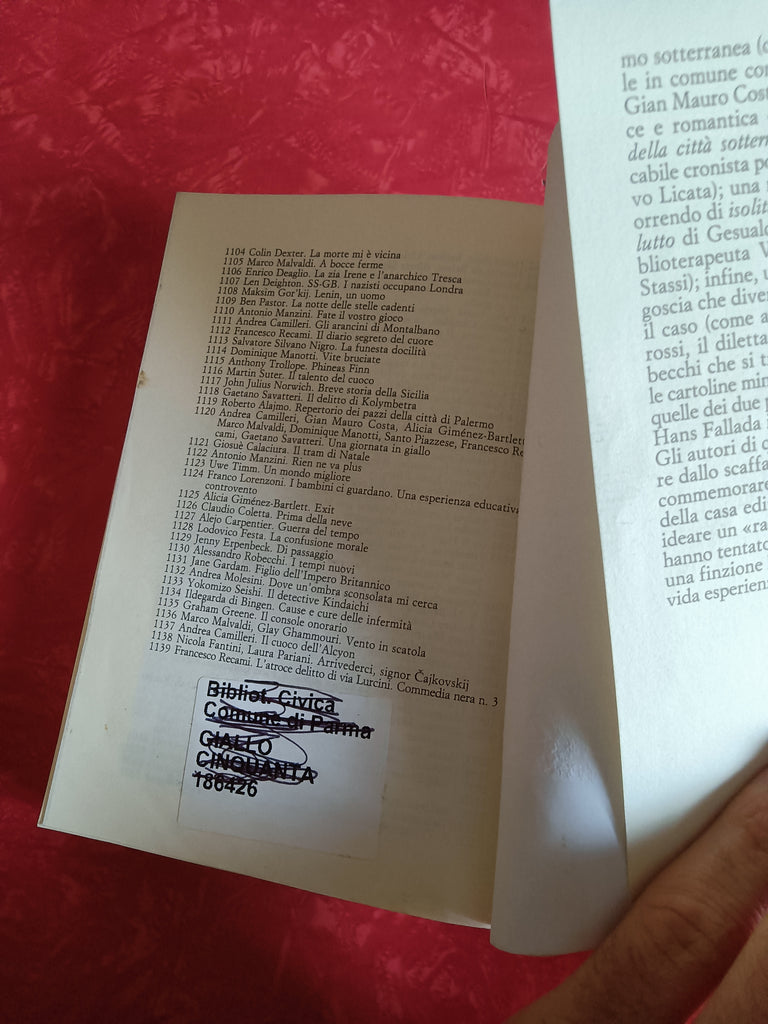 1104 Colin Dexter. La morte mi è vicina
1105 Marco Malvaldi. A bocce ferme
1106 Enrico Deaglio. La zia Irene e l'anarchico Tresca
1107 Len Deighton. SS-GB. I nazisti occupano Londra
1108 Maksim Gor'kij. Lenin, un uomo
1109 Ben Pastor. La notte delle stelle cadenti
1110 Antonio Manzini. Fate il vostro gioco
1111 Andrea Camilleri. Gli arancini di Montalbano
1112 Francesco Recami. Il diario segreto del cuore
1113 Salvatore Silvano Nigro. La funesta docilità
1114 Dominique Manotti. Vite bruciate
1115 Anthony Trollope. Phineas Finn
1116 Martin Suter. Il talento del cuoco
1117 John Julius Norwich. Breve storia della Sicilia
1118 Gaetano Savatteri. Il delitto di Kolymbetra
1119 Roberto Alajmo. Repertorio dei pazzi della città di Palermo
1120 Andrea Camilleri, Gian Mauro Costa, Alicia Giménez-Bartlett
Marco Malvaldi, Dominique Manotti, Santo Piazzese, Francesco Re
cami, Gaetano Savatteri. Una giornata in giallo
1121 Giosuè Calaciura. Il tram di Natale
1122 Antonio Manzini. Rien ne va plus
1123 Uwe Timm. Un mondo migliore
1124 Franco Lorenzoni. I bambini ci guardano. Una esperienza educativa
controvento
1125 Alicia Giménez-Bartlett. Exit
1126 Claudio Coletta. Prima della neve
1127 Alejo Carpentier. Guerra del tempo
1128 Lodovico Festa. La confusione morale
1129 Jenny Erpenbeck. Di passaggio
1130 Alessandro Robecchi. I tempi nuovi
1131 Jane Gardam. Figlio dell'Impero Britannico
1132 Andrea Molesini. Dove un'ombra sconsolata mi cerca
1133 Yokomizo Seishi. Il detective Kindaichi
1134 Ildegarda di Bingen. Cause e cure delle infermità
1135 Graham Greene. Il console onorario
1136 Marco Malvaldi, Glay Ghammouri. Vento in scatola
1137 Andrea Camilleri. Il cuoco dell'Alcyon
1138 Nicola Fantini, Laura Pariani. Arrivederci, signor Čajkovskij
1139 Francesco Recami. L'atroce delitto di via Lurcini. Commedia nera n. 3
Bibliot. Civica
Comune di Parma
GIALLO
CINQUANTA
186426
mo sotterranea
le in comune con
Gian Mauro Cost
ce e romantica
della città sotter
cabile cronista
vo Licata); una
orrendo di isolit
lutto di Gesuald
blioterapeuta V
Stassi); infine,
goscia che diver
il caso (come a
rossi, il diletta
becchi che si
le cartoline min
quelle dei due
Hans Fallada
Gli autori di
re dallo scaffa
commemorare
della casa edi
ideare un «ra
hanno tentato
una finzione
vida esperien